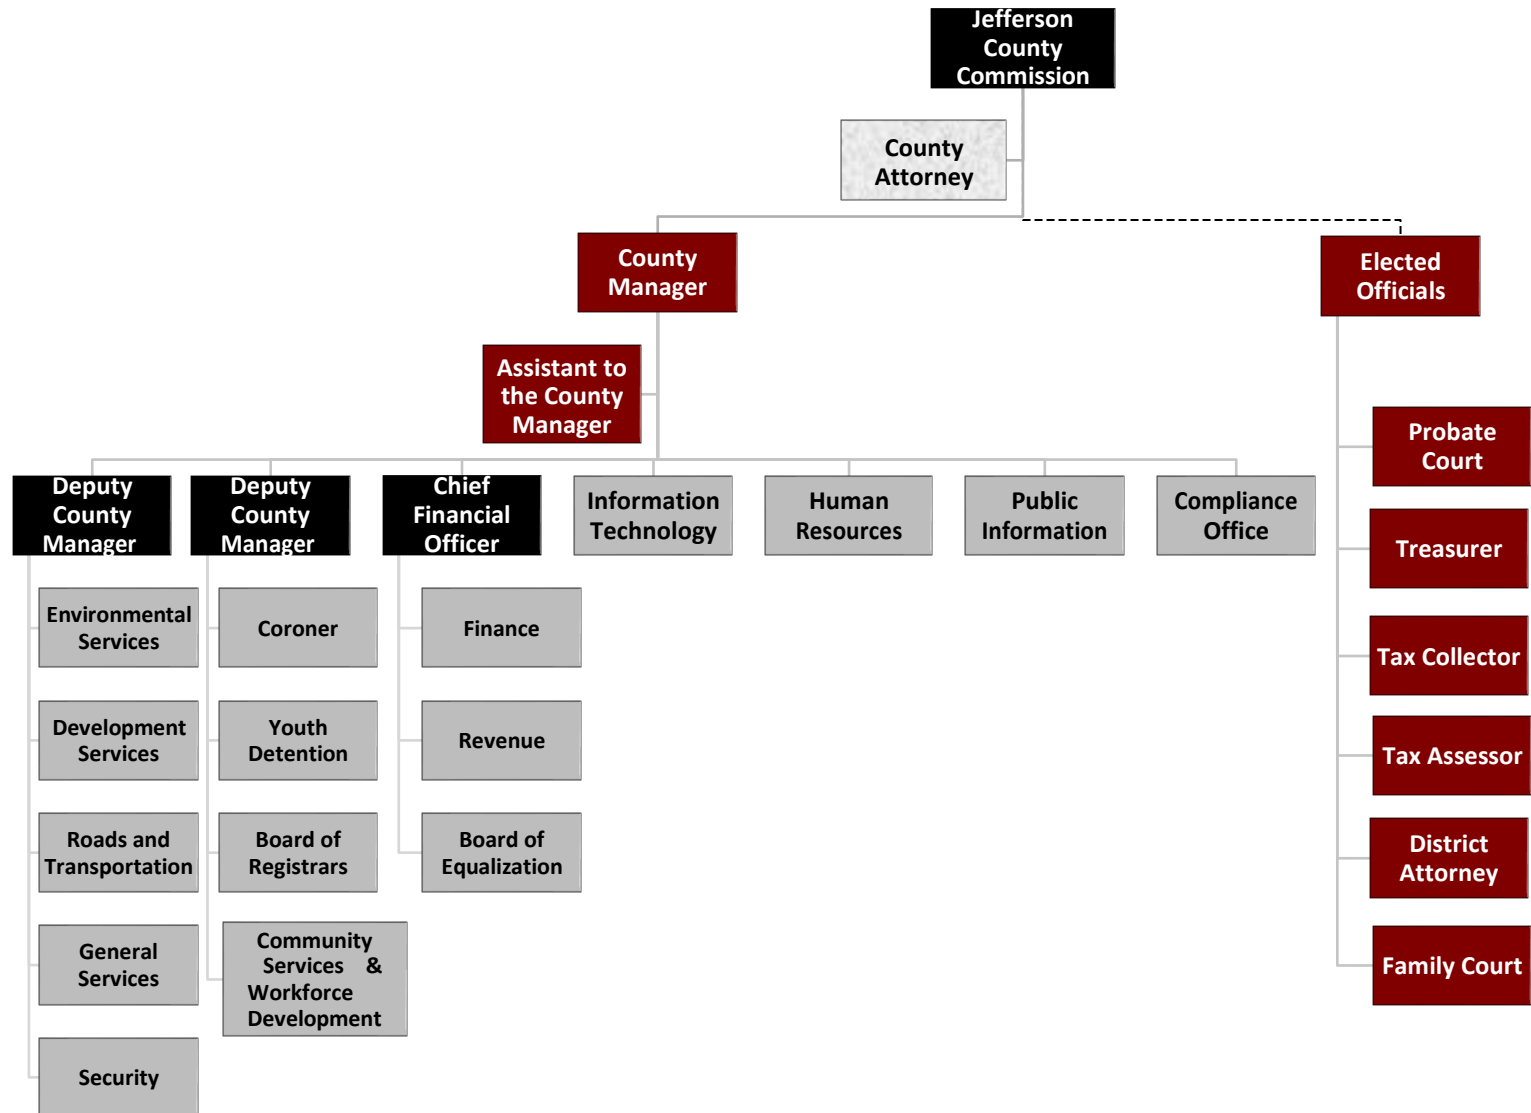 Jefferson
County
Commission
County
Attorney
County
Manager
Elected
Officials
Assistant to
the County
Manager
Deputy
County
Manager
Deputy
County
Manager
Chief
Financial
Officer
Information
Technology
Human
Resources
Public
Information
Compliance
Office
Environmental
Services
Development
Services
Roads and
Transportation
General
Services
Security
Coroner
Youth
Detention
Board of
Registrars
Community
Services &
Workforce
Development
Finance
Revenue
Board of
Equalization
Probate
Court
Treasurer
Tax Collector
Tax Assessor
District
Attorney
Family Court